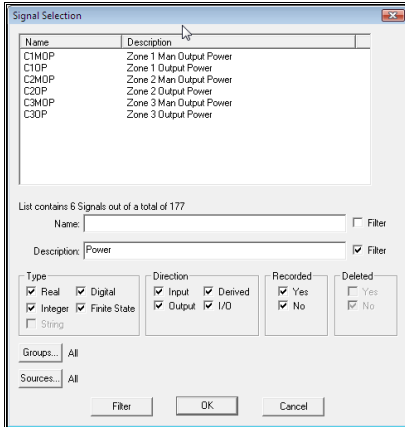 Signal Selection
Name Description
C1MOP Zone 1 Man Output Power
C1OP Zone 1 Output Power
C2MOP Zone 2 Man Output Power
C2OP Zone 2 Output Power
C3MOP Zone 3 Man Output Power
C3OP Zone 3 Output Power
List contains 6 Signals out of a total of 177
Name: Filter
Description: Power Filter
Type Direction Recorded Deleted
Real Digital Input Derived Yes Yes
Integer Finite State Output I/O No No
String
Groups... All
Sources... All
Filter OK Cancel